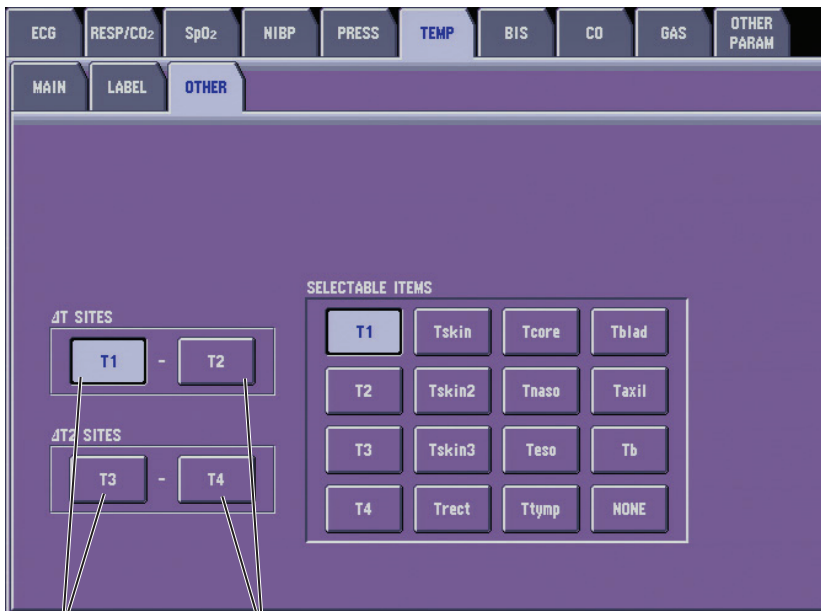 ECG RESP/CO2 SpO2 NIBP PRESS TEMP BIS CO GAS OTHER PARAM
MAIN LABEL OTHER
SELECTABLE ITEMS
ΔT SITES
T1 - T2
ΔT2 SITES
T3 - T4
T1 Tskin Tcore Tblad
T2 Tskin2 Tnaso Taxil
T3 Tskin3 Teso Tb
T4 Trect Ttymp NONE